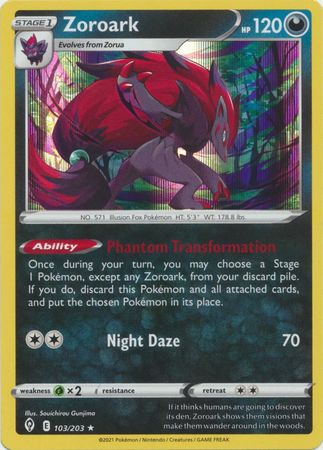 STAGE 1
Zoroark
HP 120
Evolves from Zorua
NO. 571 Illusion Fox Pokémon HT: 5'3" WT: 178.8 lbs.
Ability Phantom Transformation
Once during your turn, you may choose a Stage
1 Pokémon, except any Zoroark, from your discard pile.
If you do, discard this Pokémon and all attached cards,
and put the chosen Pokémon in its place.
Night Daze 70
weakness ×2 resistance retreat
Illus. Souichirou Gunjima
E 103/203 ★
If it thinks humans are going to discover
its den, Zoroark shows them visions that
make them wander around in the woods.
©2021 Pokémon / Nintendo / Creatures / GAME FREAK